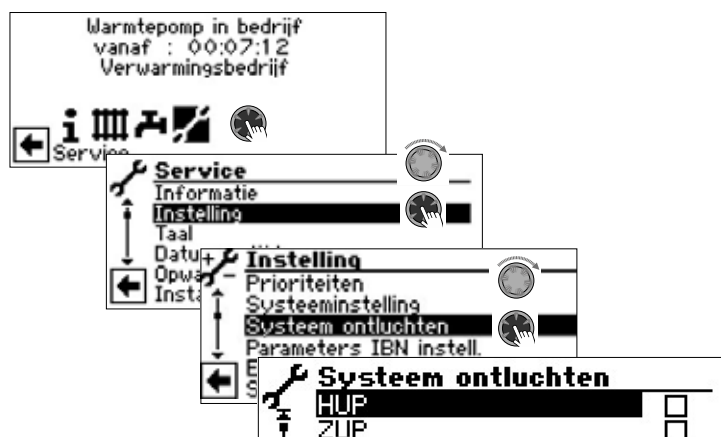 Warmtepomp in bedrijf
vanaf : 00:07:12
Verwarmingsbedrijf
Service
Service
Informatie
Instelling
Taal
Instelling
Prioriteiten
Systeeminstelling
Systeem ontluchten
Parameters IBN instell.
Systeem ontluchten
HUP
ZUP